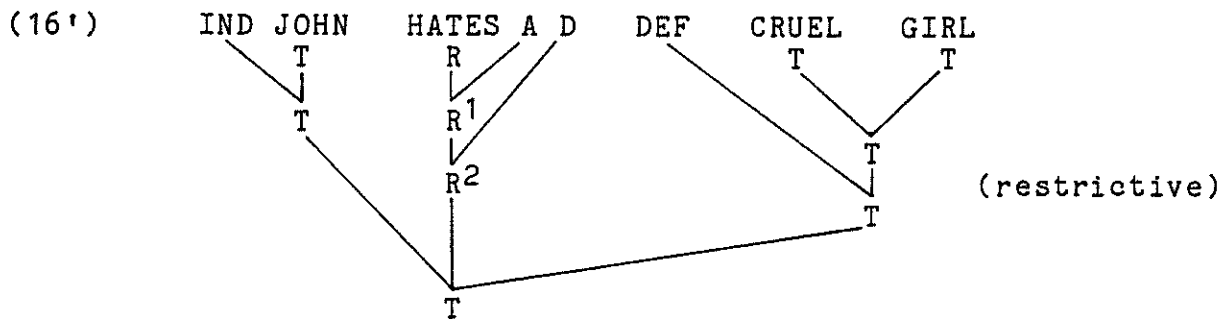 (16') IND JOHN HATES A D DEF CRUEL GIRL
T R T T
T R1 T
R2 T (restrictive)
T